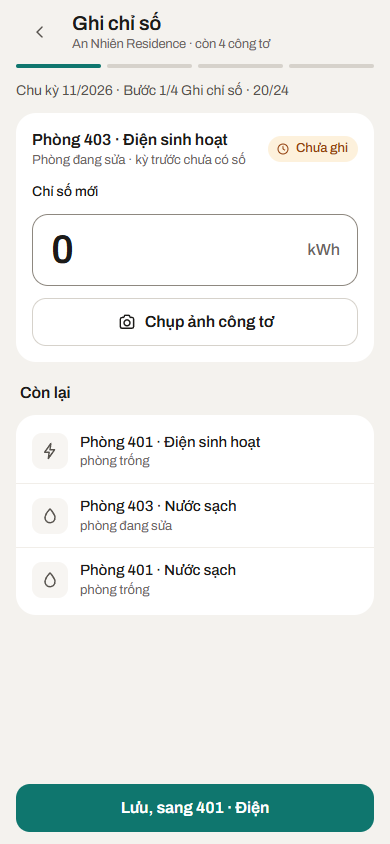 Ghi chỉ số
An Nhiên Residence · còn 4 công tơ
Chu kỳ 11/2026 · Bước 1/4 Ghi chỉ số · 20/24
Phòng 403 · Điện sinh hoạt
Phòng đang sửa · kỳ trước chưa có số
Chưa ghi
Chỉ số mới
0 kWh
Chụp ảnh công tơ
Còn lại
Phòng 401 · Điện sinh hoạt
phòng trống
Phòng 403 · Nước sạch
phòng đang sửa
Phòng 401 · Nước sạch
phòng trống
Lưu, sang 401 · Điện